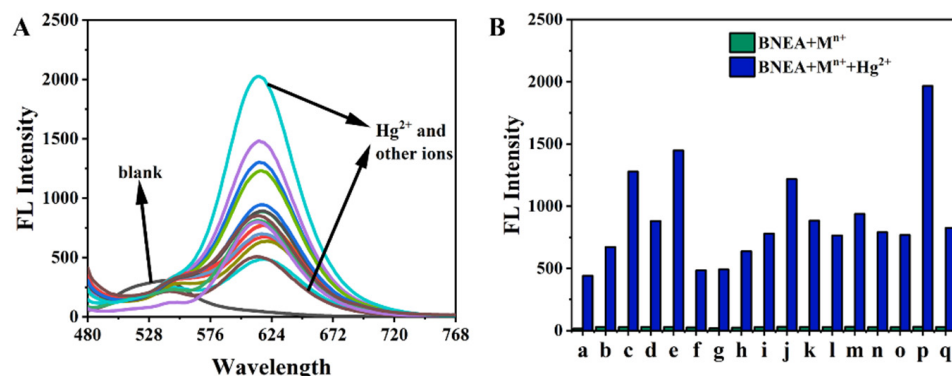 A
FL Intensity
2500
2000
1500
1000
500
0
480 528 576 624 672 720 768
Wavelength
blank
Hg²⁺ and
other ions
B
FL Intensity
2500
2000
1500
1000
500
0
BNEA+Mⁿ⁺
BNEA+Mⁿ⁺+Hg²⁺
a b c d e f g h i j k l m n o p q